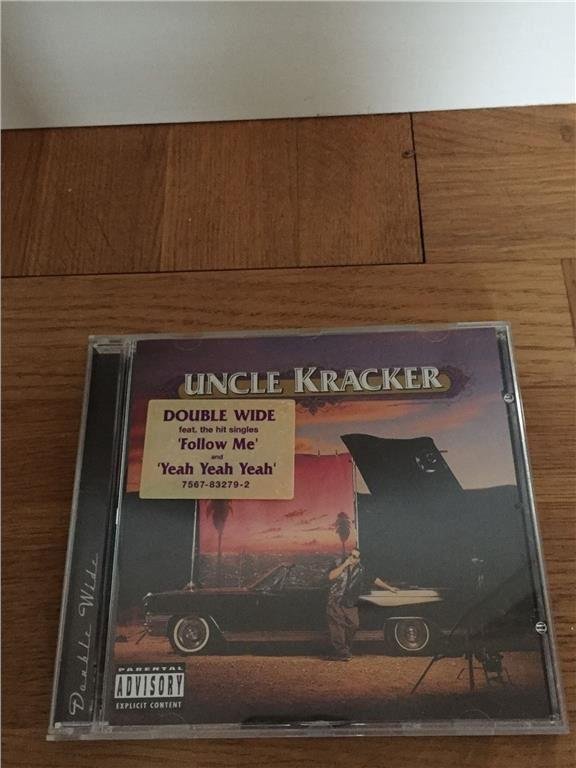 UNCLE KRACKER
DOUBLE WIDE
feat. the hit singles
'Follow Me'
and
'Yeah Yeah Yeah'
7567-83279-2
Double Wide
PARENTAL
ADVISORY
EXPLICIT CONTENT